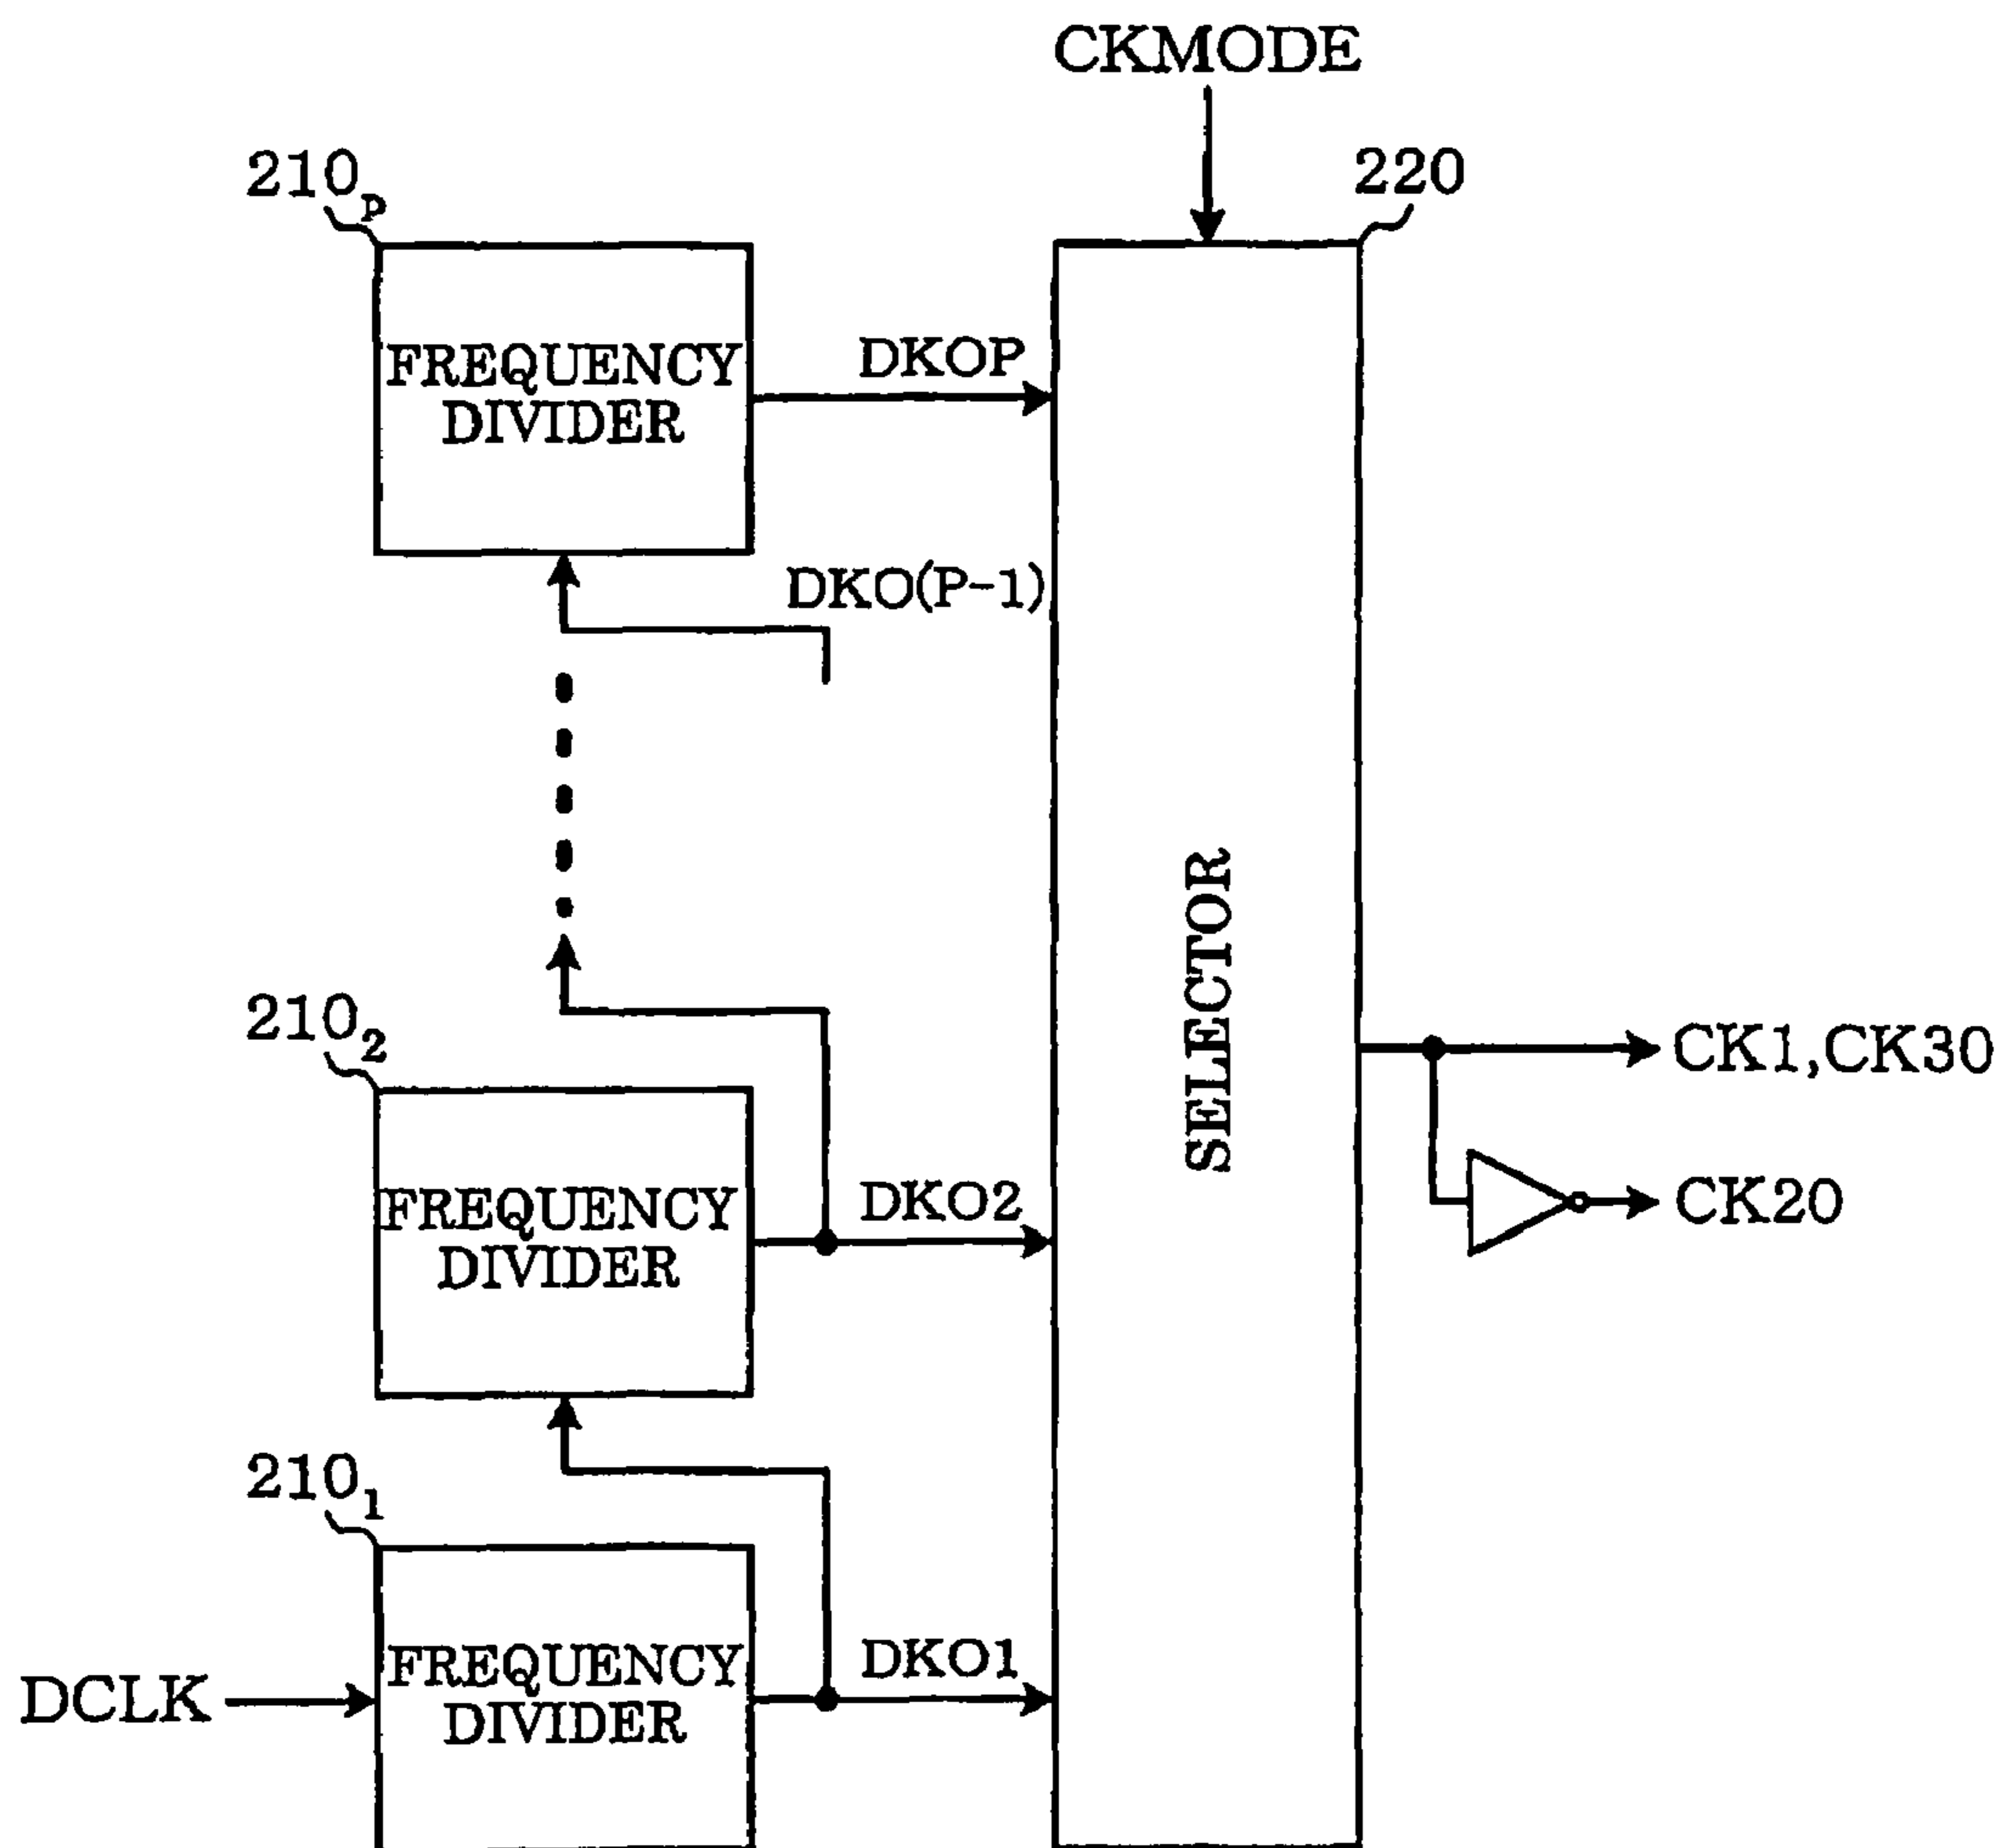 CKMODE
210P
220
FREQUENCY
DIVIDER
DKOP
DKO(P-1)
SELECTOR
2102
CK1,CK30
FREQUENCY
DIVIDER
DKO2
CK20
2101
FREQUENCY
DIVIDER
DKO1
DCLK